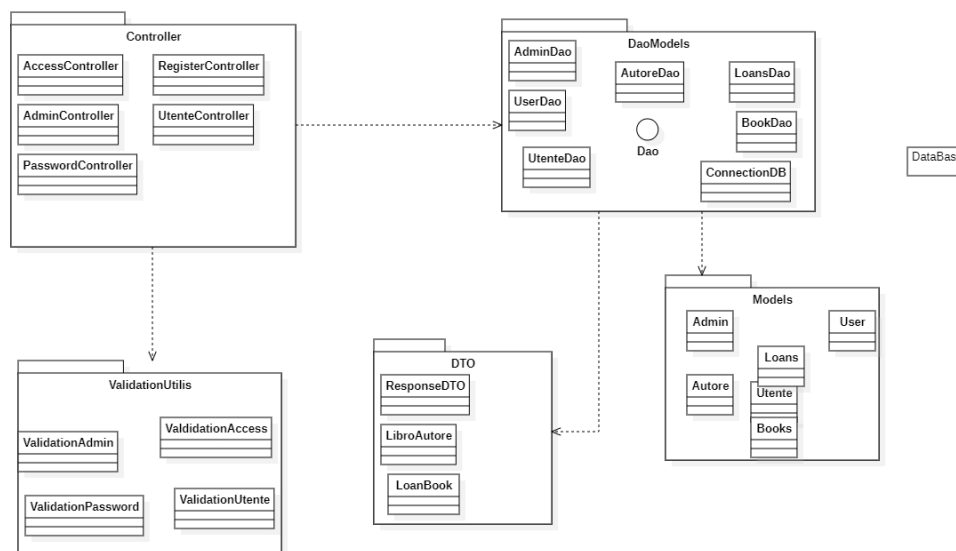 Controller
AccessController
RegisterController
AdminController
UtenteController
PasswordController
DaoModels
AdminDao
AutoreDao
LoansDao
UserDao
BookDao
Dao
UtenteDao
ConnectionDB
DataBas
Models
Admin
User
Loans
Autore
Utente
Books
DTO
ResponseDTO
LibroAutore
LoanBook
ValidationUtilis
ValdidationAccess
ValidationAdmin
ValidationPassword
ValidationUtente